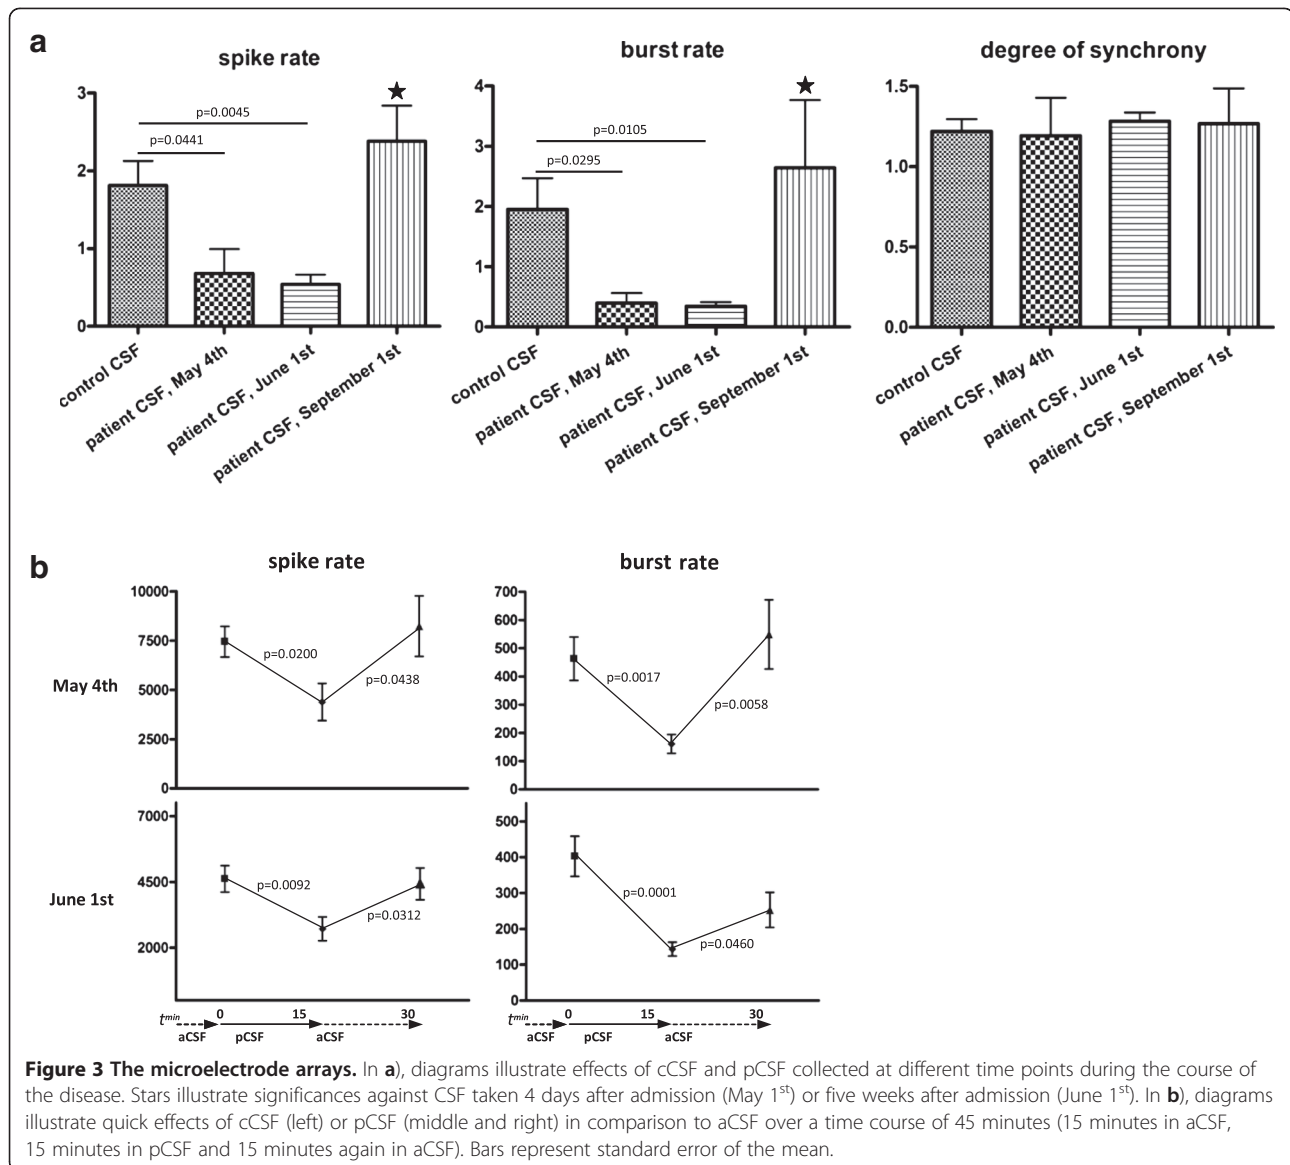 a
spike rate
burst rate
degree of synchrony
3
2
1
0
p=0.0045
p=0.0441
★
control CSF
patient CSF, May 4th
patient CSF, June 1st
patient CSF, September 1st
4
3
2
1
0
p=0.0105
p=0.0295
★
control CSF
patient CSF, May 4th
patient CSF, June 1st
patient CSF, September 1st
1.5
1.0
0.5
0.0
control CSF
patient CSF, May 4th
patient CSF, June 1st
patient CSF, September 1st
b
spike rate
burst rate
May 4th
10000
7500
5000
2500
0
p=0.0200
p=0.0438
700
600
500
400
300
200
100
0
p=0.0017
p=0.0058
June 1st
7000
4500
2000
p=0.0092
p=0.0312
500
400
300
200
100
0
p=0.0001
p=0.0460
tmin 0 15 30
aCSF pCSF aCSF
tmin 0 15 30
aCSF pCSF aCSF
Figure 3 The microelectrode arrays. In a), diagrams illustrate effects of cCSF and pCSF collected at different time points during the course of
the disease. Stars illustrate significances against CSF taken 4 days after admission (May 1st) or five weeks after admission (June 1st). In b), diagrams
illustrate quick effects of cCSF (left) or pCSF (middle and right) in comparison to aCSF over a time course of 45 minutes (15 minutes in aCSF,
15 minutes in pCSF and 15 minutes again in aCSF). Bars represent standard error of the mean.